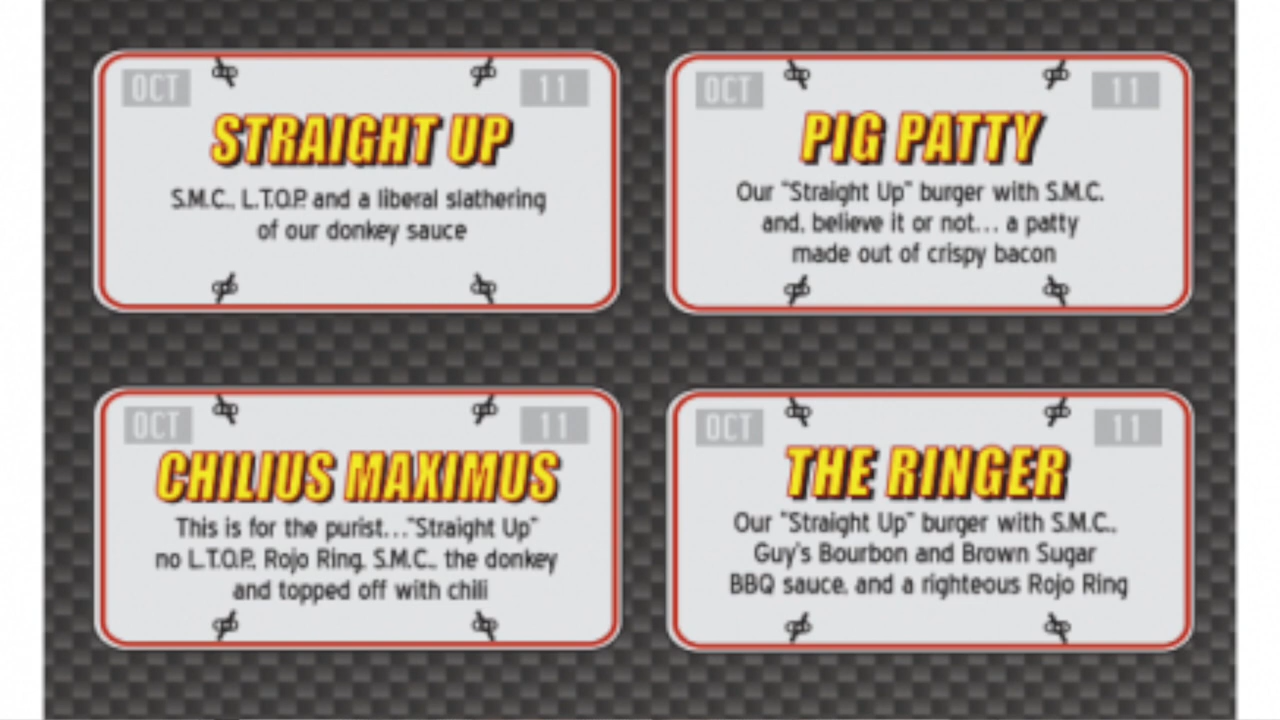 OCT 11
STRAIGHT UP
S.M.C., L.T.O.P. and a liberal slathering
of our donkey sauce
OCT 11
PIG PATTY
Our "Straight Up" burger with S.M.C.
and, believe it or not... a patty
made out of crispy bacon
OCT 11
CHILIUS MAXIMUS
This is for the purist..."Straight Up"
no L.T.O.P., Rojo Ring, S.M.C., the donkey
and topped off with chili
OCT 11
THE RINGER
Our "Straight Up" burger with S.M.C.,
Guy's Bourbon and Brown Sugar
BBQ sauce, and a righteous Rojo Ring